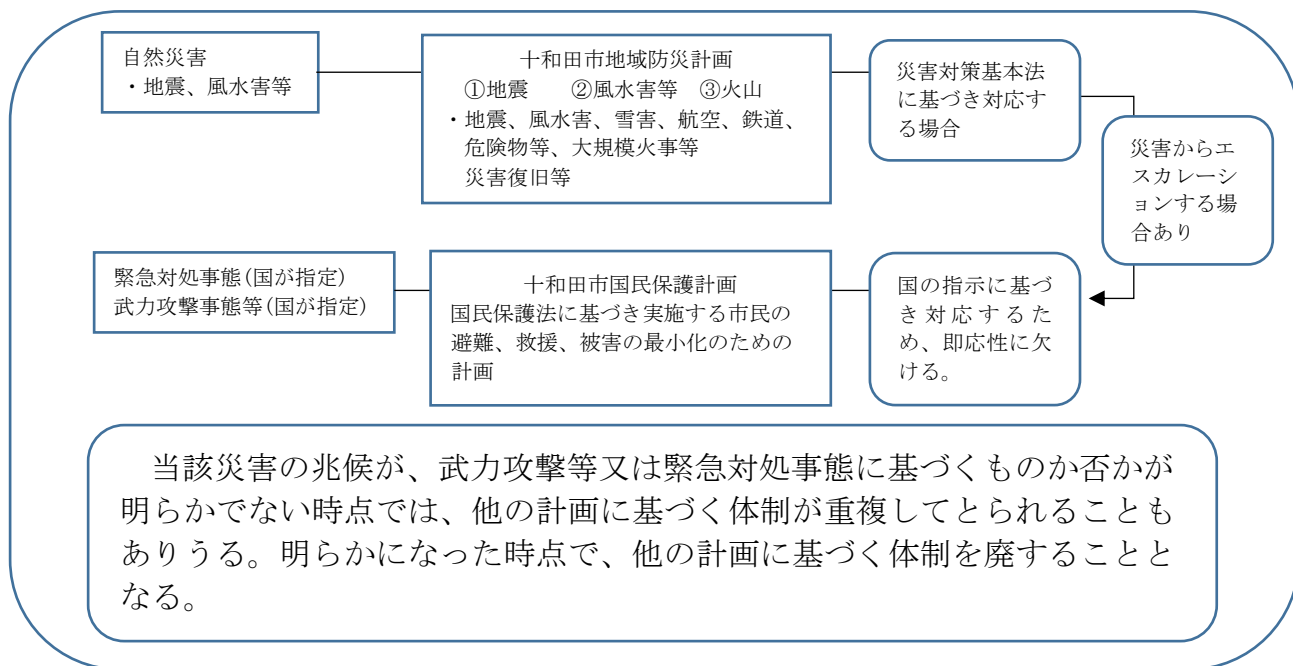 自然災害
・地震、風水害等
十和田市地域防災計画
①地震　　②風水害等　③火山
・地震、風水害、雪害、航空、鉄道、
危険物等、大規模火事等
災害復旧等
災害対策基本法
に基づき対応す
る場合
災害からエ
スカレーシ
ョンする場
合あり
緊急対処事態(国が指定)
武力攻撃事態等(国が指定)
十和田市国民保護計画
国民保護法に基づき実施する市民の
避難、救援、被害の最小化のための
計画
国の指示に基づ
き対応するた
め、即応性に欠
ける。
当該災害の兆候が、武力攻撃等又は緊急対処事態に基づくものか否かが
明らかでない時点では、他の計画に基づく体制が重複してとられることも
ありうる。明らかになった時点で、他の計画に基づく体制を廃することと
なる。